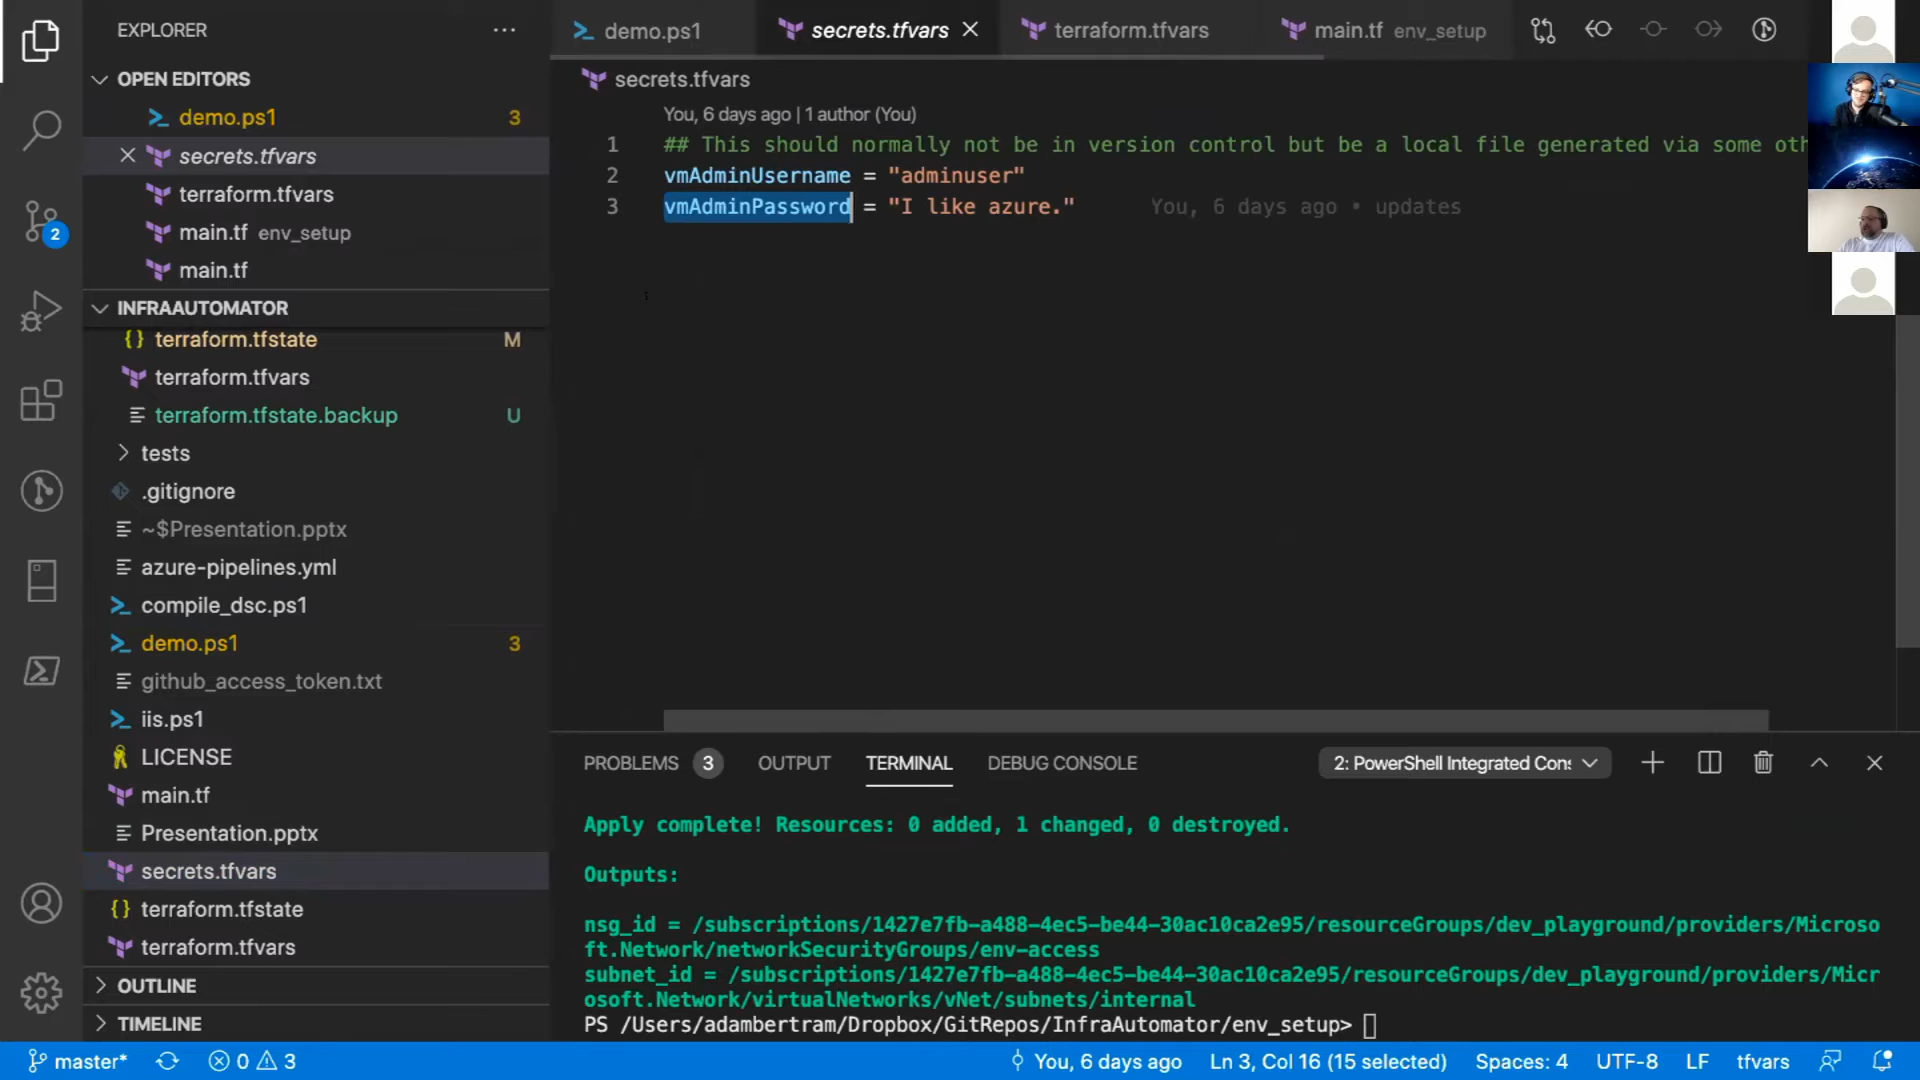 EXPLORER
OPEN EDITORS
demo.ps1 3
secrets.tfvars
terraform.tfvars
main.tf env_setup
main.tf
INFRAAUTOMATOR
{} terraform.tfstate M
terraform.tfvars
terraform.tfstate.backup U
tests
.gitignore
~$Presentation.pptx
azure-pipelines.yml
compile_dsc.ps1
demo.ps1 3
github_access_token.txt
iis.ps1
LICENSE
main.tf
Presentation.pptx
secrets.tfvars
{} terraform.tfstate
terraform.tfvars
OUTLINE
TIMELINE
2
demo.ps1 secrets.tfvars terraform.tfvars main.tf env_setup
secrets.tfvars
You, 6 days ago | 1 author (You)
1 ## This should normally not be in version control but be a local file generated via some oth
2 vmAdminUsername = "adminuser"
3 vmAdminPassword = "I like azure." You, 6 days ago • updates
PROBLEMS 3 OUTPUT TERMINAL DEBUG CONSOLE 2: PowerShell Integrated Cons
Apply complete! Resources: 0 added, 1 changed, 0 destroyed.
Outputs:
nsg_id = /subscriptions/1427e7fb-a488-4ec5-be44-30ac10ca2e95/resourceGroups/dev_playground/providers/Microso
ft.Network/networkSecurityGroups/env-access
subnet_id = /subscriptions/1427e7fb-a488-4ec5-be44-30ac10ca2e95/resourceGroups/dev_playground/providers/Micr
osoft.Network/virtualNetworks/vNet/subnets/internal
PS /Users/adambertram/Dropbox/GitRepos/InfraAutomator/env_setup>
master* 0 3 You, 6 days ago Ln 3, Col 16 (15 selected) Spaces: 4 UTF-8 LF tfvars